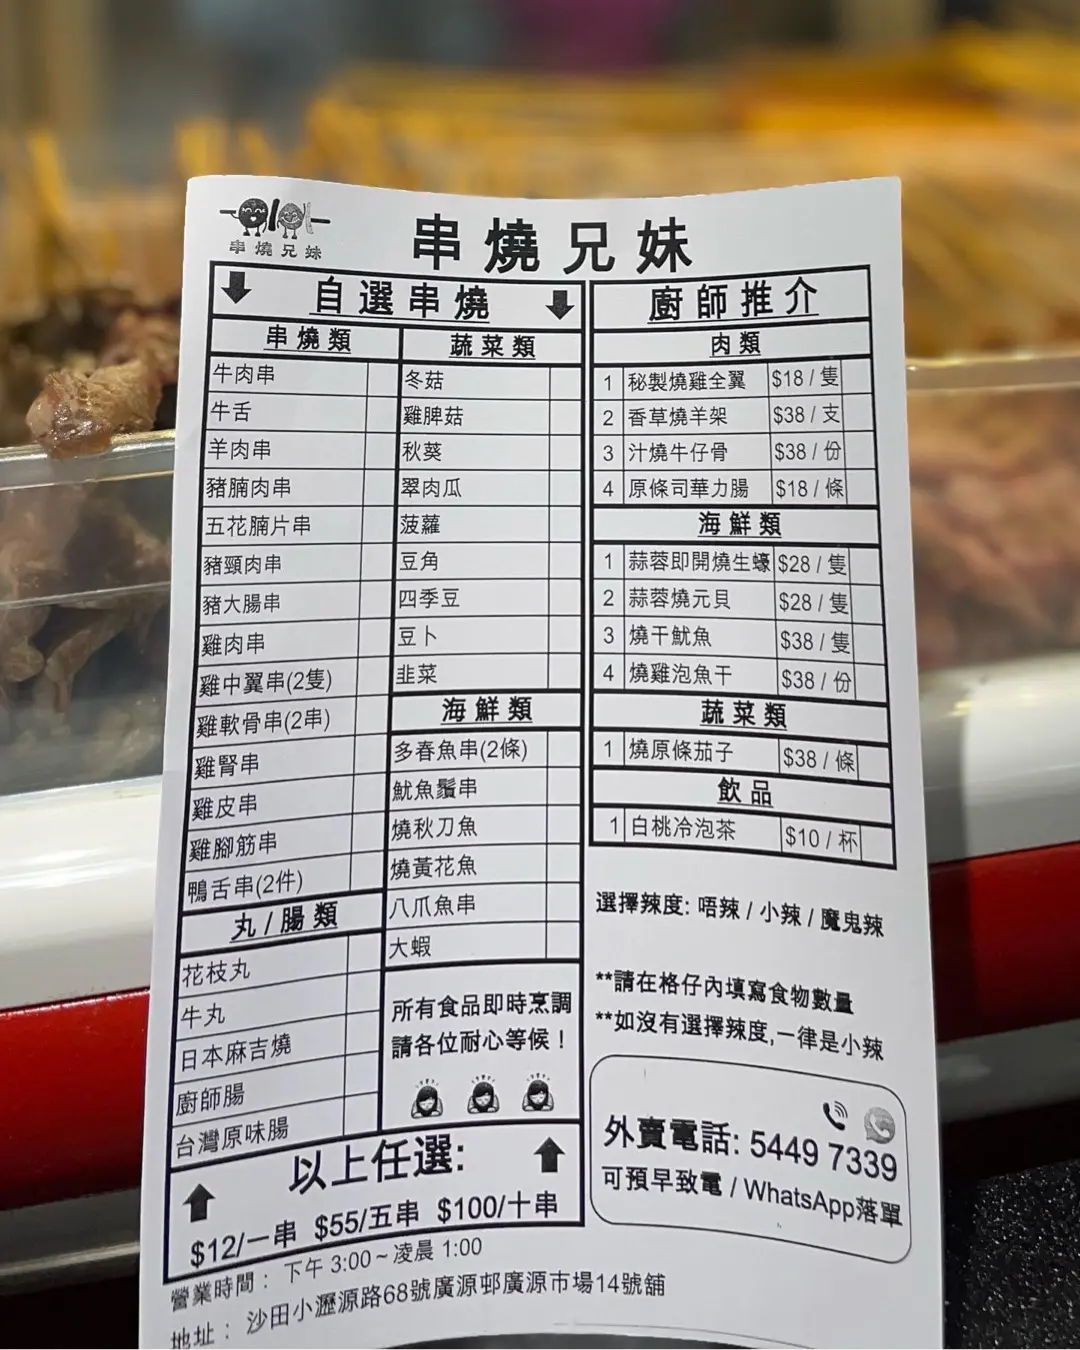 串燒兄妹
串燒兄妹
自選串燒
串燒類
牛肉串
牛舌
羊肉串
豬腩肉串
五花腩片串
豬頸肉串
豬大腸串
雞肉串
雞中翼串(2隻)
雞軟骨串(2串)
雞腎串
雞皮串
雞腳筋串
鴨舌串(2件)
丸/腸類
花枝丸
牛丸
日本麻吉燒
廚師腸
台灣原味腸
蔬菜類
冬菇
雞脾菇
秋葵
翠肉瓜
菠蘿
豆角
四季豆
豆卜
韭菜
海鮮類
多春魚串(2條)
魷魚鬚串
燒秋刀魚
燒黃花魚
八爪魚串
大蝦
所有食品即時烹調
請各位耐心等候!
以上任選:
$12/一串 $55/五串 $100/十串
廚師推介
肉類
1 秘製燒雞全翼 $18/隻
2 香草燒羊架 $38/支
3 汁燒牛仔骨 $38/份
4 原條司華力腸 $18/條
海鮮類
1 蒜蓉即開燒生蠔 $28/隻
2 蒜蓉燒元貝 $28/隻
3 燒干魷魚 $38/隻
4 燒雞泡魚干 $38/份
蔬菜類
1 燒原條茄子 $38/條
飲品
1 白桃冷泡茶 $10/杯
選擇辣度: 唔辣/小辣/魔鬼辣
**請在格仔內填寫食物數量
**如沒有選擇辣度,一律是小辣
外賣電話: 5449 7339
可預早致電/WhatsApp落單
營業時間: 下午 3:00~凌晨 1:00
地址: 沙田小瀝源路68號廣源邨廣源市場14號舖